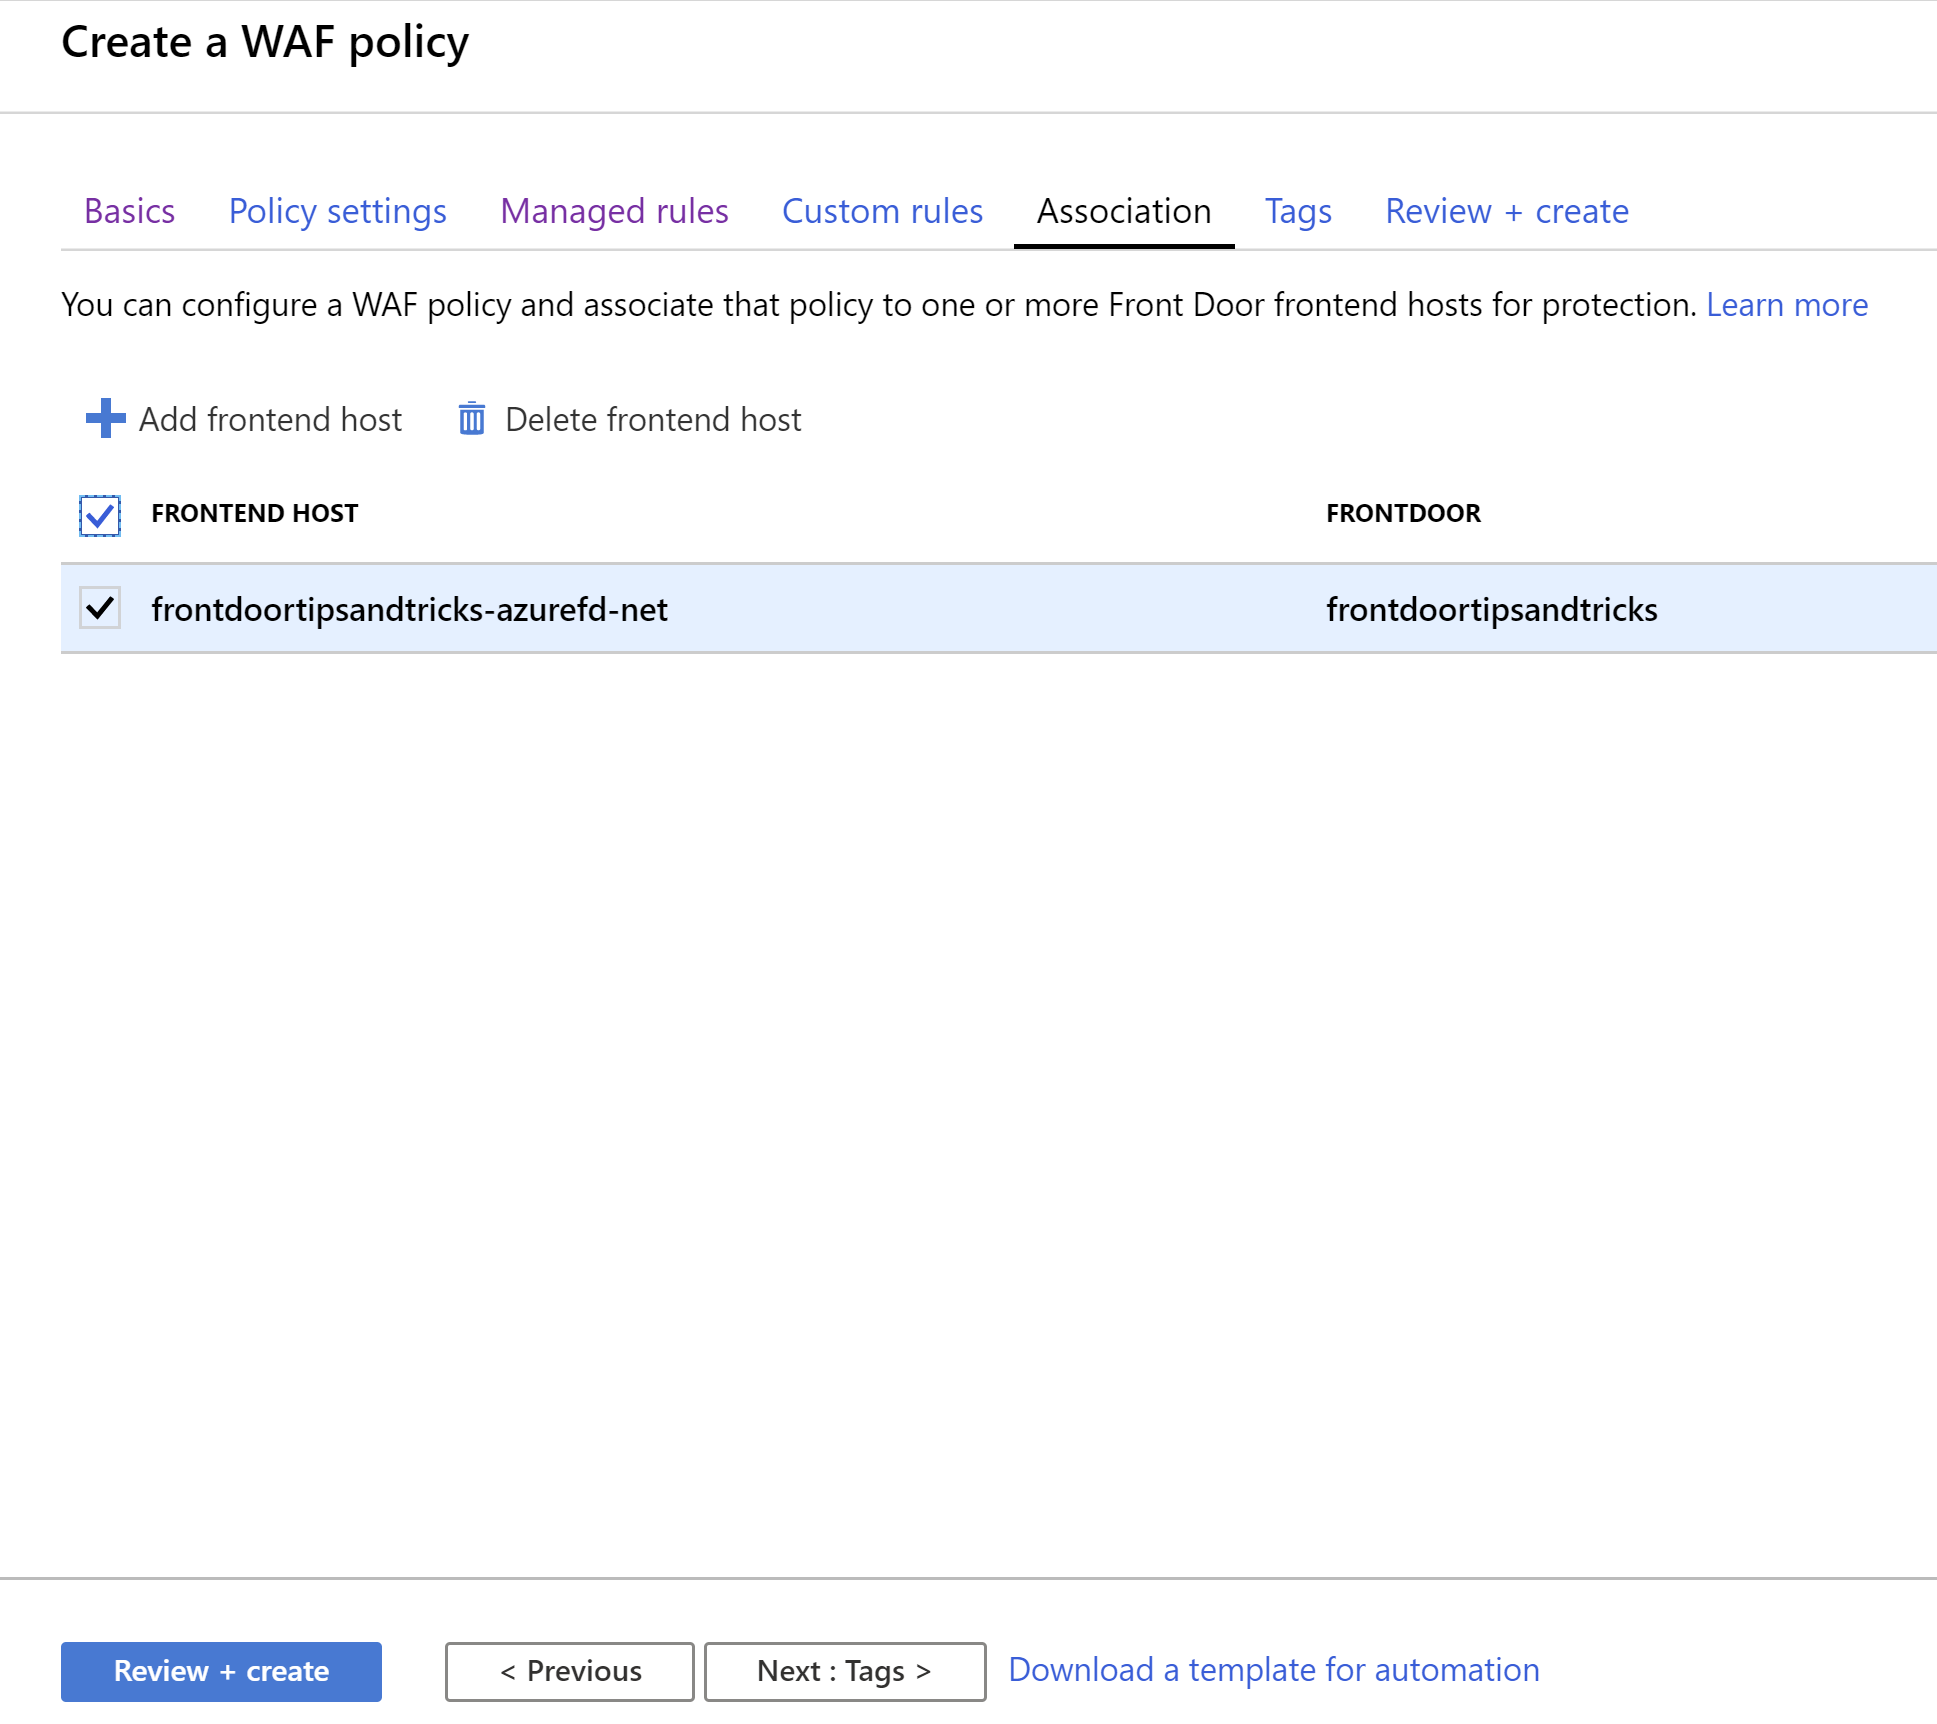 Create a WAF policy
Basics Policy settings Managed rules Custom rules Association Tags Review + create
You can configure a WAF policy and associate that policy to one or more Front Door frontend hosts for protection. Learn more
Add frontend host Delete frontend host
FRONTEND HOST FRONTDOOR
frontdoortipsandtricks-azurefd-net frontdoortipsandtricks
Review + create < Previous Next : Tags > Download a template for automation